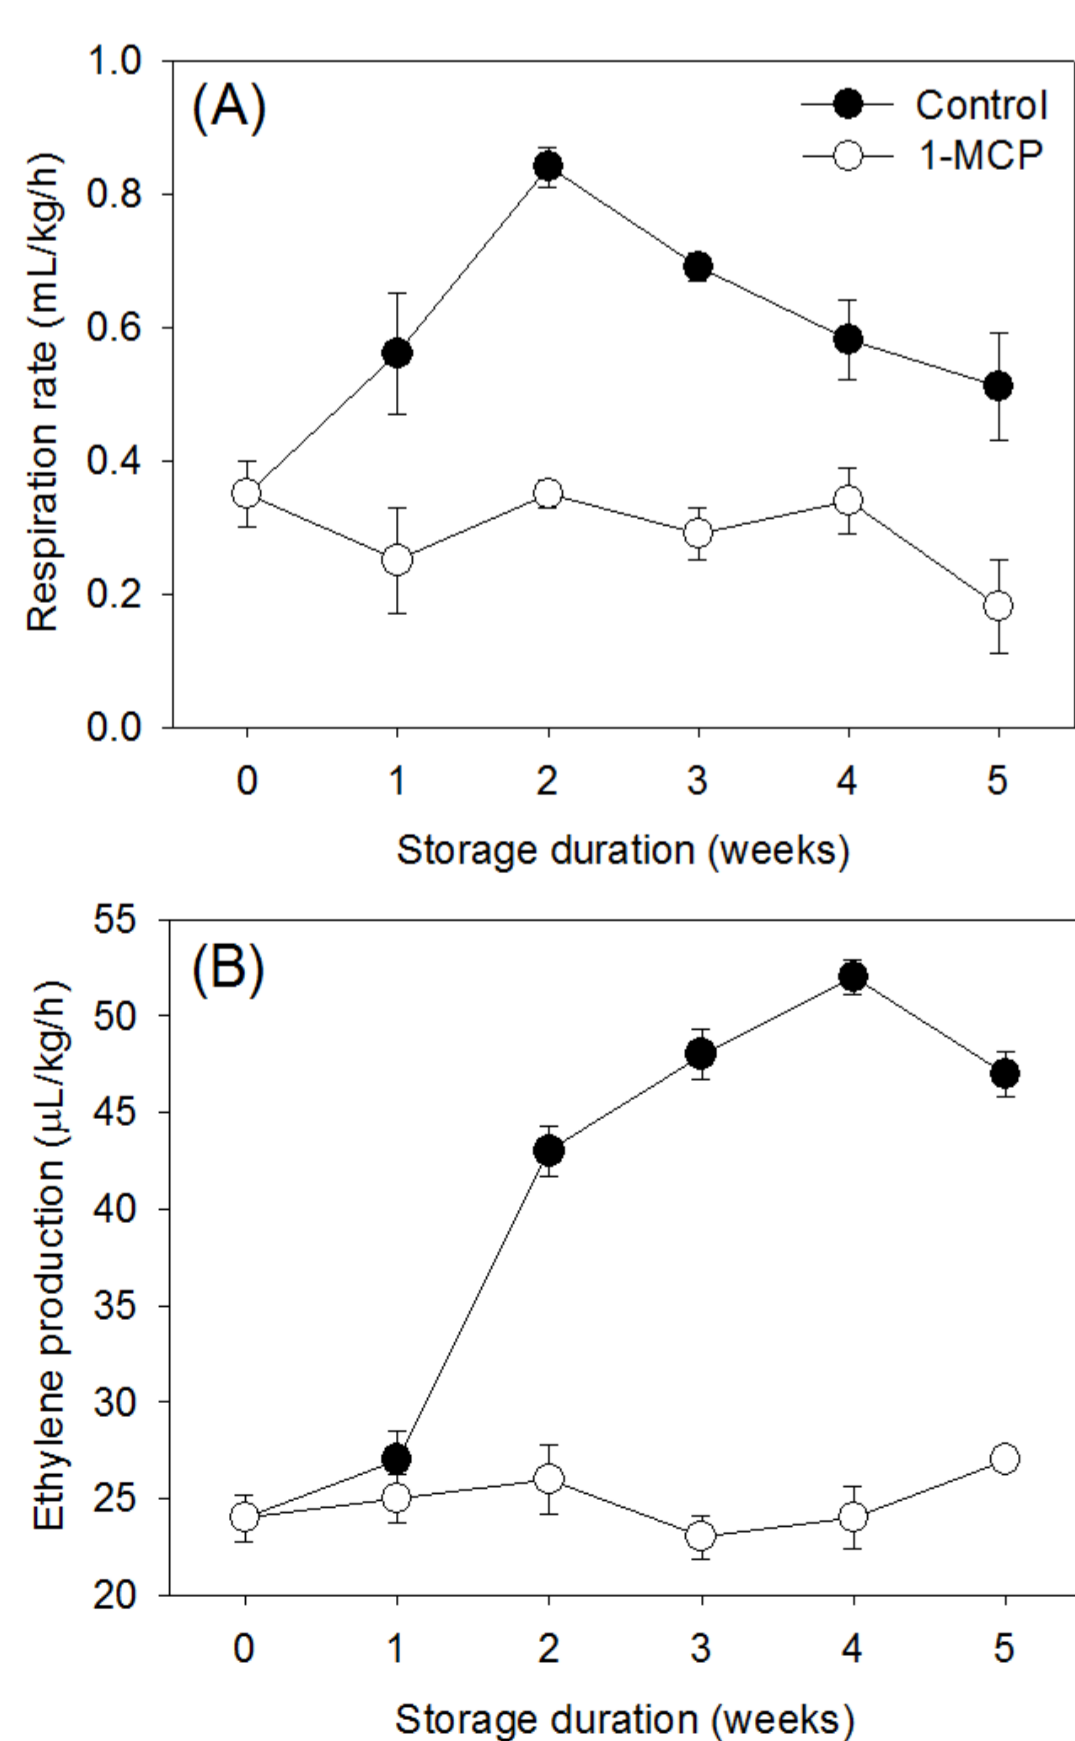 (A)
Control
1-MCP
Respiration rate (mL/kg/h)
1.0
0.8
0.6
0.4
0.2
0.0
0 1 2 3 4 5
Storage duration (weeks)
(B)
Ethylene production (μL/kg/h)
55
50
45
40
35
30
25
20
0 1 2 3 4 5
Storage duration (weeks)